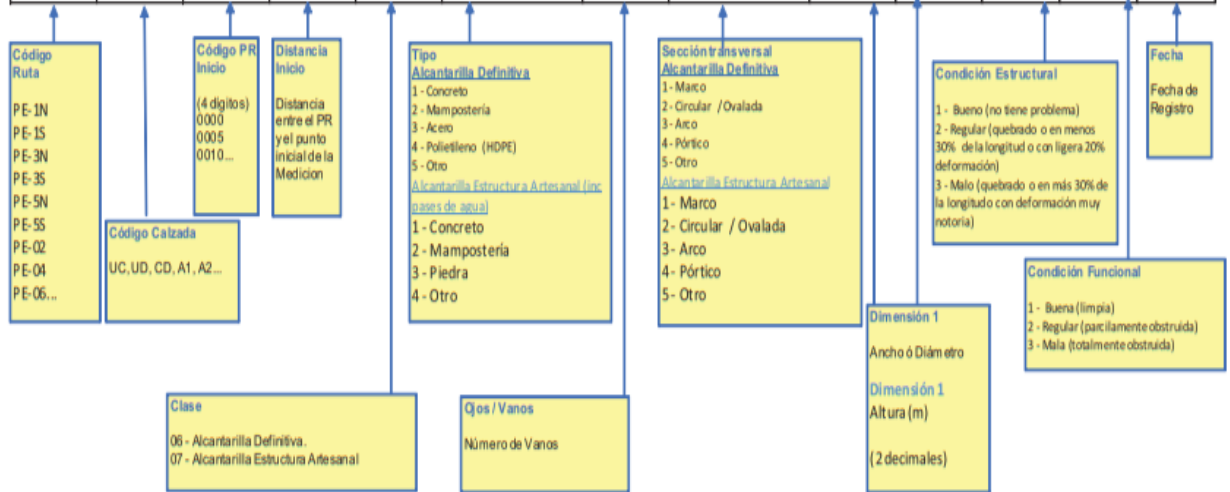 Código
Ruta
PE-1N
PE-1S
PE-3N
PE-3S
PE-5N
PE-5S
PE-02
PE-04
PE-06...
Código Calzada
UC, UD, CD, A1, A2...
Código PR
Inicio
(4 digitos)
0000
0005
0010...
Distancia
Inicio
Distancia
entre el PR
y el punto
inicial de la
Medicion
Clase
06 - Alcantarilla Definitiva.
07 - Alcantarilla Estructura Artesanal
Tipo
Alcantarilla Definitiva
1 - Concreto
2 - Mampostería
3 - Acero
4 - Polietileno (HDPE)
5 - Otro
Alcantarilla Estructura Artesanal (inc
pases de agua)
1 - Concreto
2 - Mampostería
3 - Piedra
4 - Otro
Ojos / Vanos
Número de Vanos
Sección transversal
Alcantarilla Definitiva
1- Marco
2- Circular / Ovalada
3- Arco
4- Pórtico
5- Otro
Alcantarilla Estructura Artesanal
1- Marco
2- Circular / Ovalada
3- Arco
4- Pórtico
5- Otro
Dimensión 1
Ancho ó Diámetro
Dimensión 1
Altura (m)
(2 decimales)
Condición Estructural
1 - Bueno (no tiene problema)
2 - Regular (quebrado o en menos
30% de la longitud o con ligera 20%
deformación)
3 - Malo (quebrado o en más 30% de
la longitud o con deformación muy
notoria)
Condición Funcional
1 - Buena (limpia)
2 - Regular (parcilamente obstruida)
3 - Mala (totalmente obstruida)
Fecha
Fecha de
Registro